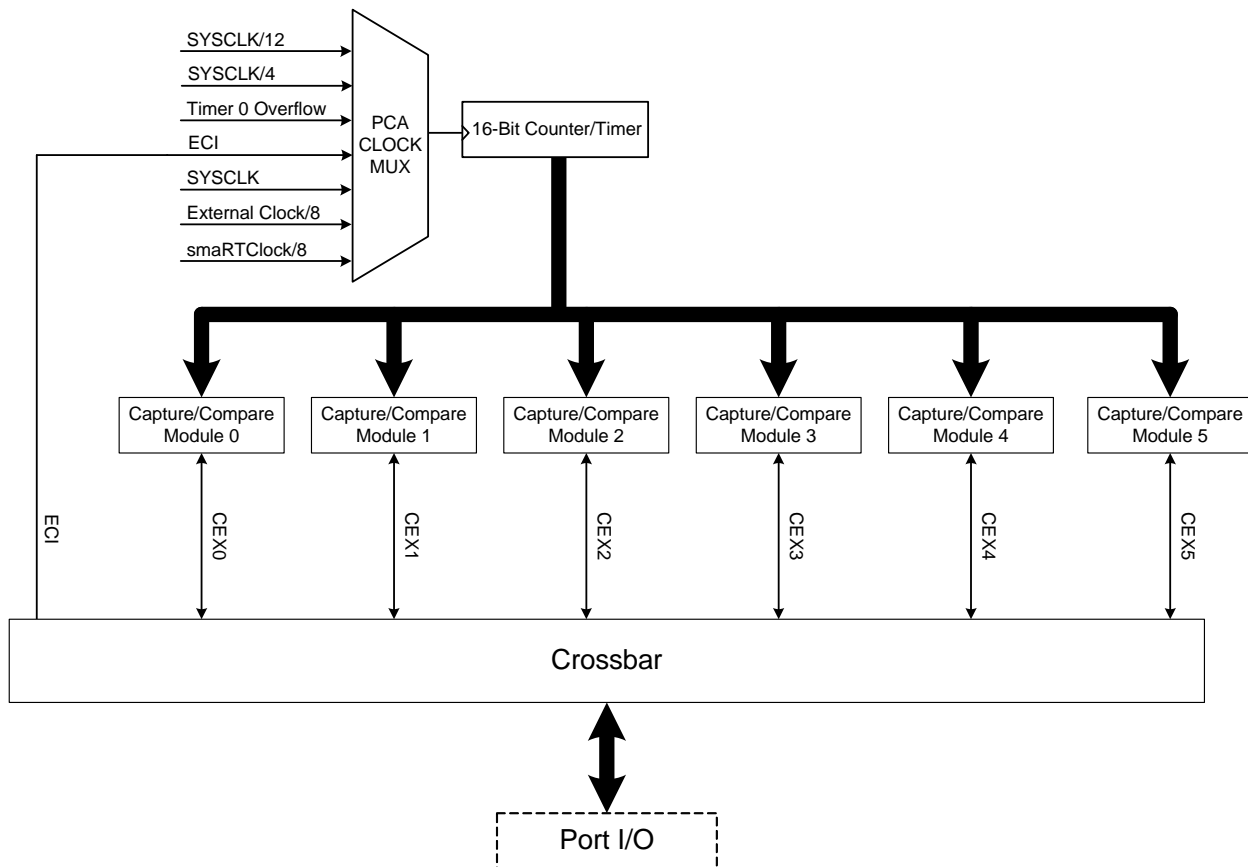 SYSCLK/12
SYSCLK/4
Timer 0 Overflow
ECI
SYSCLK
External Clock/8
smaRTClock/8
PCA
CLOCK
MUX
16-Bit Counter/Timer
Capture/Compare
Module 0
Capture/Compare
Module 1
Capture/Compare
Module 2
Capture/Compare
Module 3
Capture/Compare
Module 4
Capture/Compare
Module 5
ECI
CEX0
CEX1
CEX2
CEX3
CEX4
CEX5
Crossbar
Port I/O